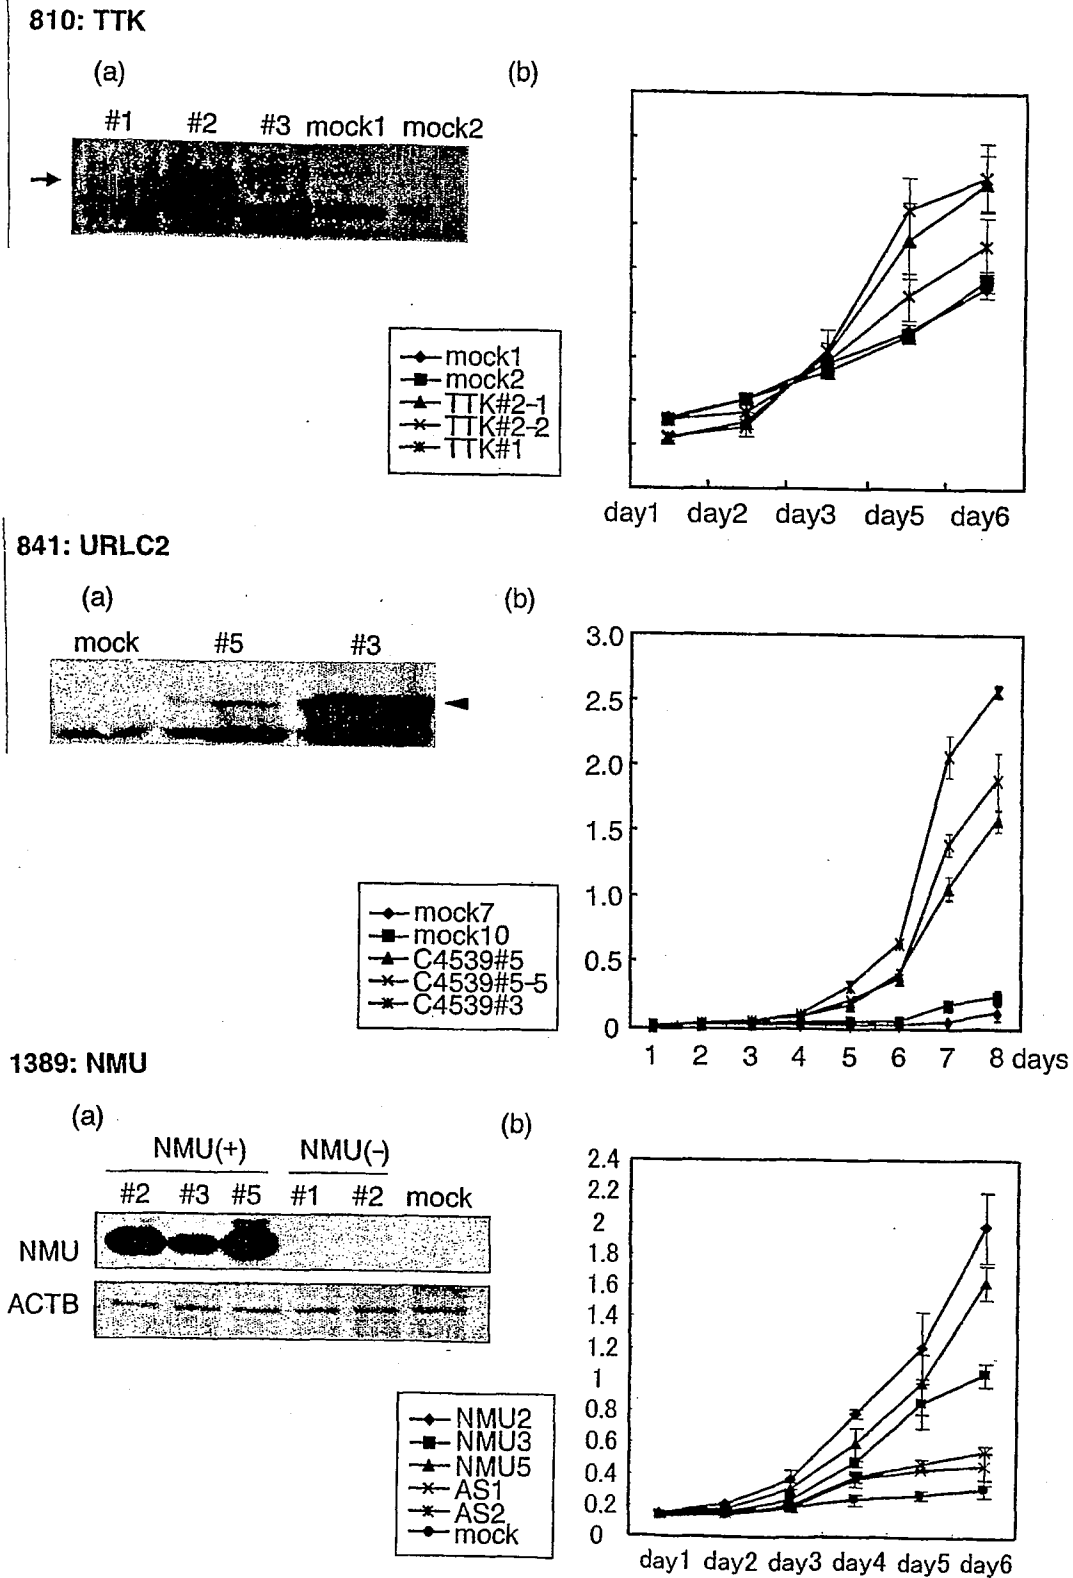 810: TTK
(a)
(b)
#1 #2 #3 mock1 mock2
mock1
mock2
TTK#2-1
TTK#2-2
TTK#1
day1 day2 day3 day5 day6
841: URLC2
(a)
(b)
mock #5 #3
3.0
2.5
2.0
1.5
1.0
0.5
0
mock7
mock10
C4539#5
C4539#5-5
C4539#3
1 2 3 4 5 6 7 8 days
1389: NMU
(a)
(b)
NMU(+) NMU(-)
#2 #3 #5 #1 #2 mock
NMU
ACTB
2.4
2.2
2
1.8
1.6
1.4
1.2
1
0.8
0.6
0.4
0.2
0
NMU2
NMU3
NMU5
AS1
AS2
mock
day1 day2 day3 day4 day5 day6